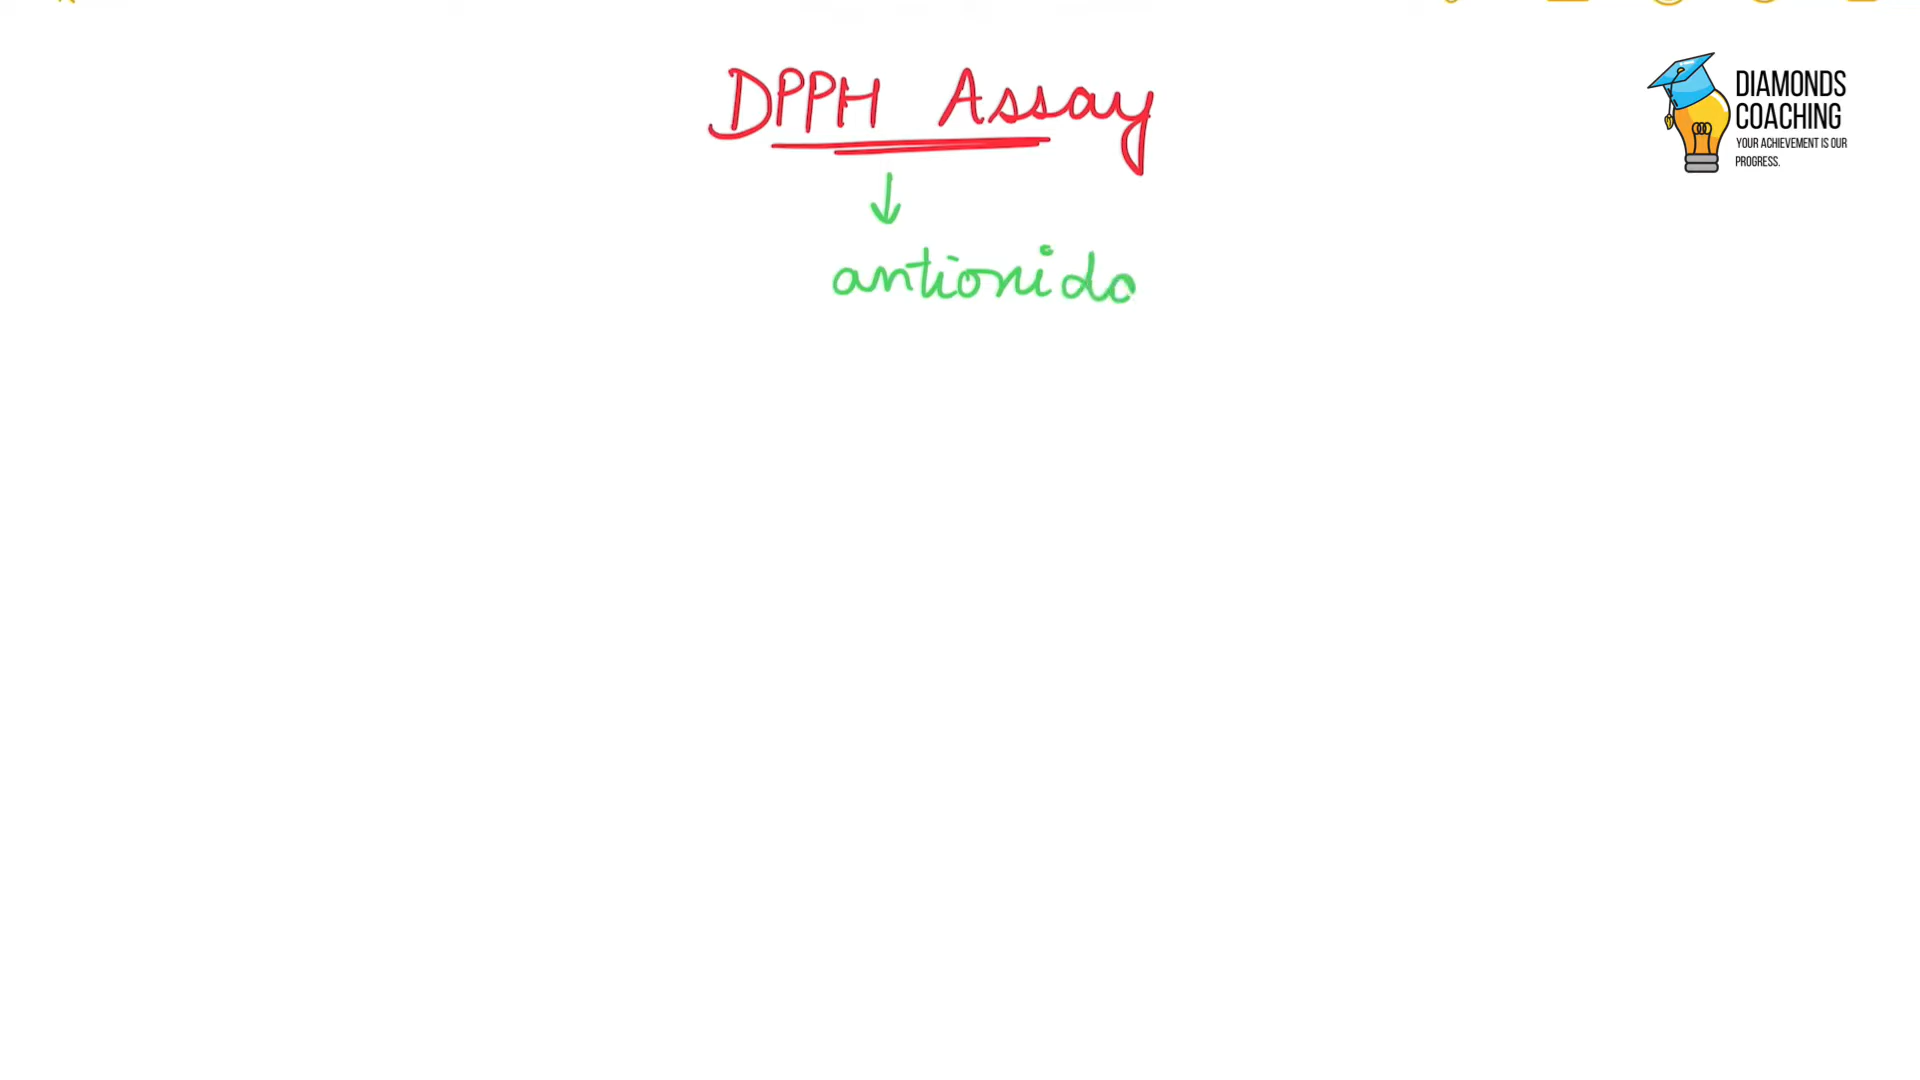 DPPH Assay
antioxida
DIAMONDS
COACHING
YOUR ACHIEVEMENT IS OUR
PROGRESS.